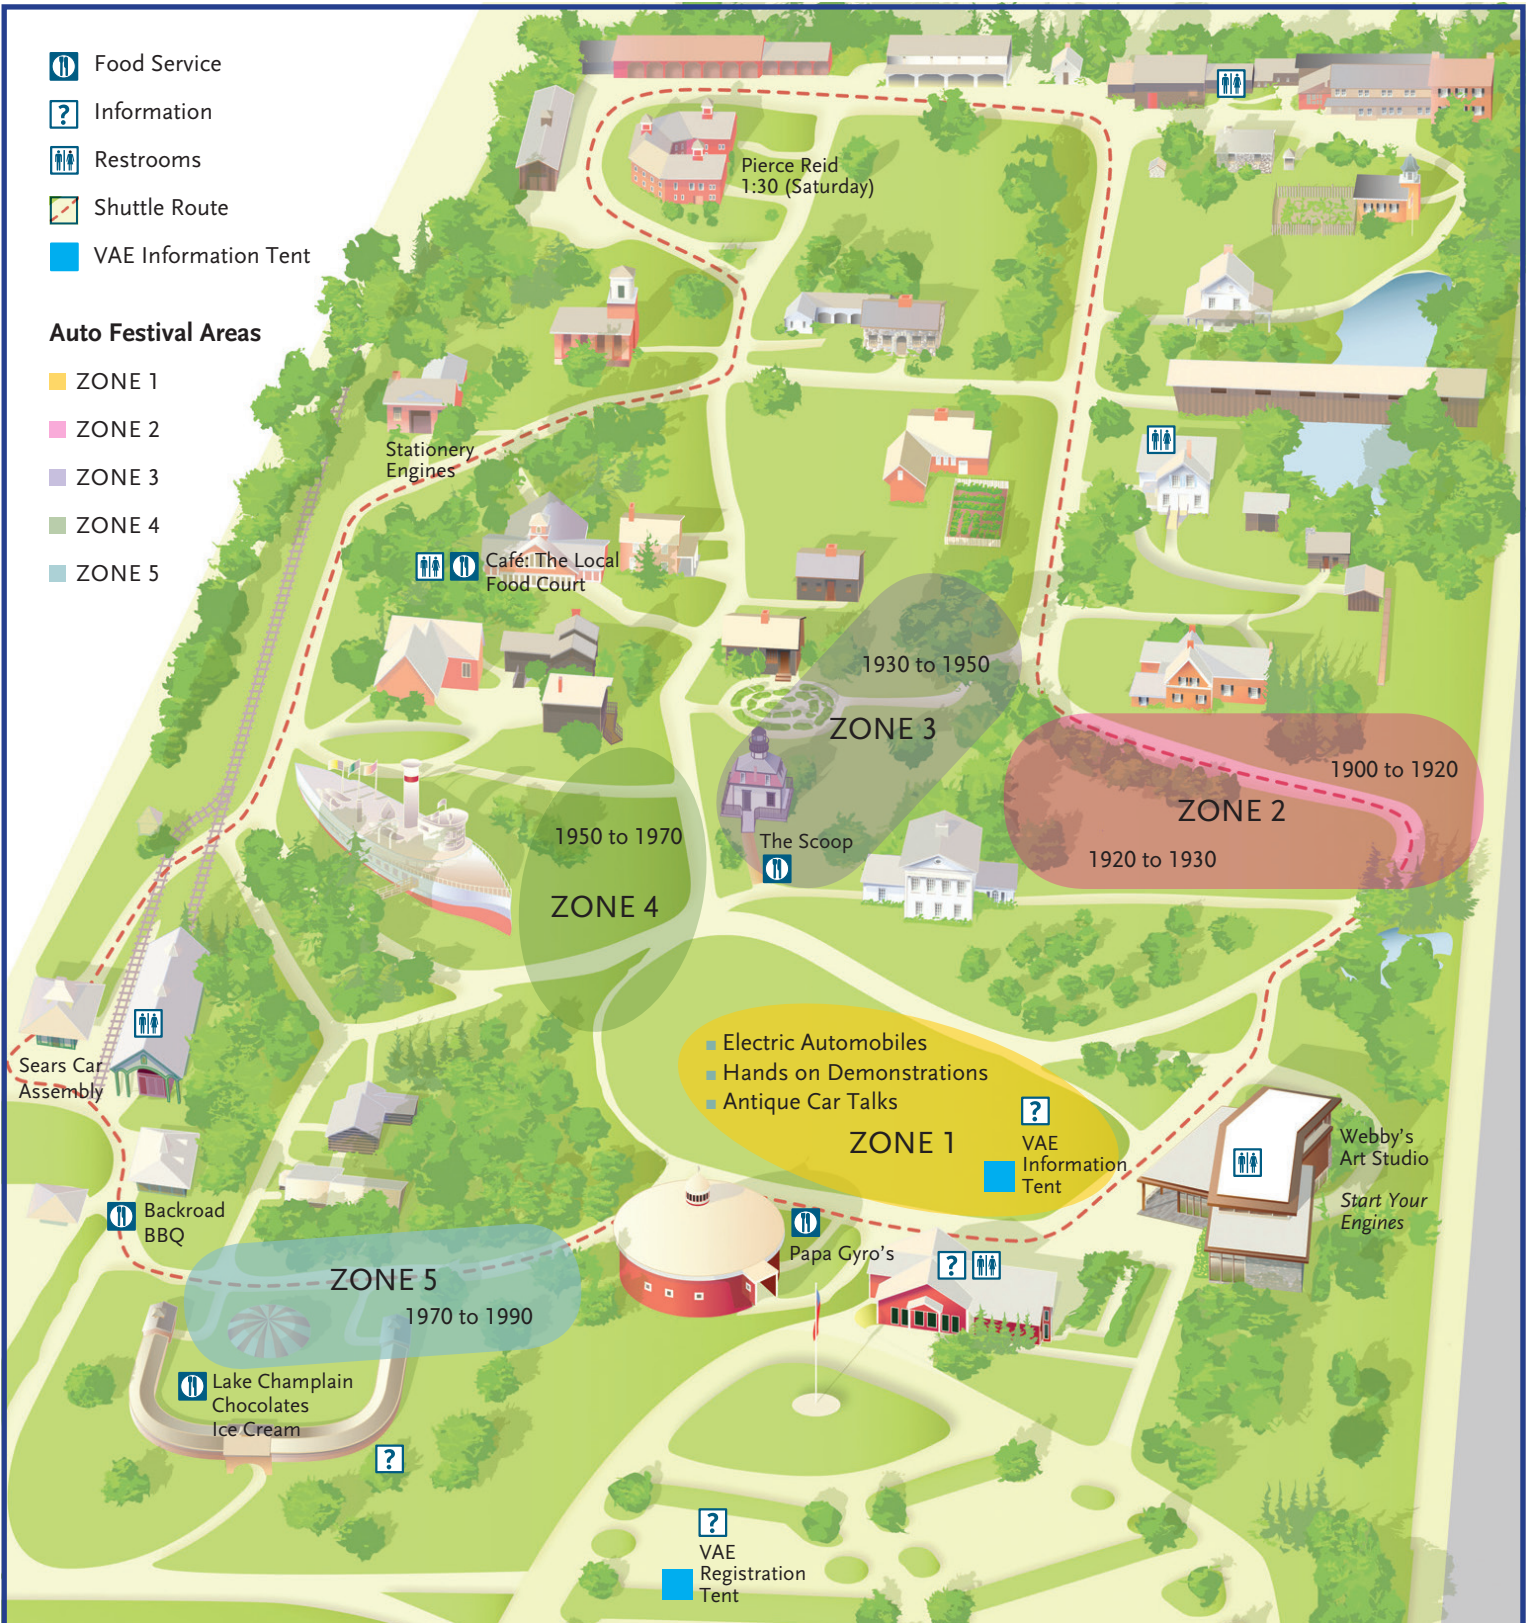 Food Service
? Information
Restrooms
Shuttle Route
VAE Information Tent
Auto Festival Areas
ZONE 1
ZONE 2
ZONE 3
ZONE 4
ZONE 5
Pierce Reid
1:30 (Saturday)
Stationery
Engines
Café: The Local
Food Court
1930 to 1950
ZONE 3
1900 to 1920
ZONE 2
1920 to 1930
The Scoop
1950 to 1970
ZONE 4
Electric Automobiles
Hands on Demonstrations
Antique Car Talks
ZONE 1
?
VAE
Information
Tent
Sears Car
Assembly
Webby's
Art Studio
Start Your
Engines
Backroad
BBQ
Papa Gyro's
?
ZONE 5
1970 to 1990
Lake Champlain
Chocolates
Ice Cream
?
?
VAE
Registration
Tent